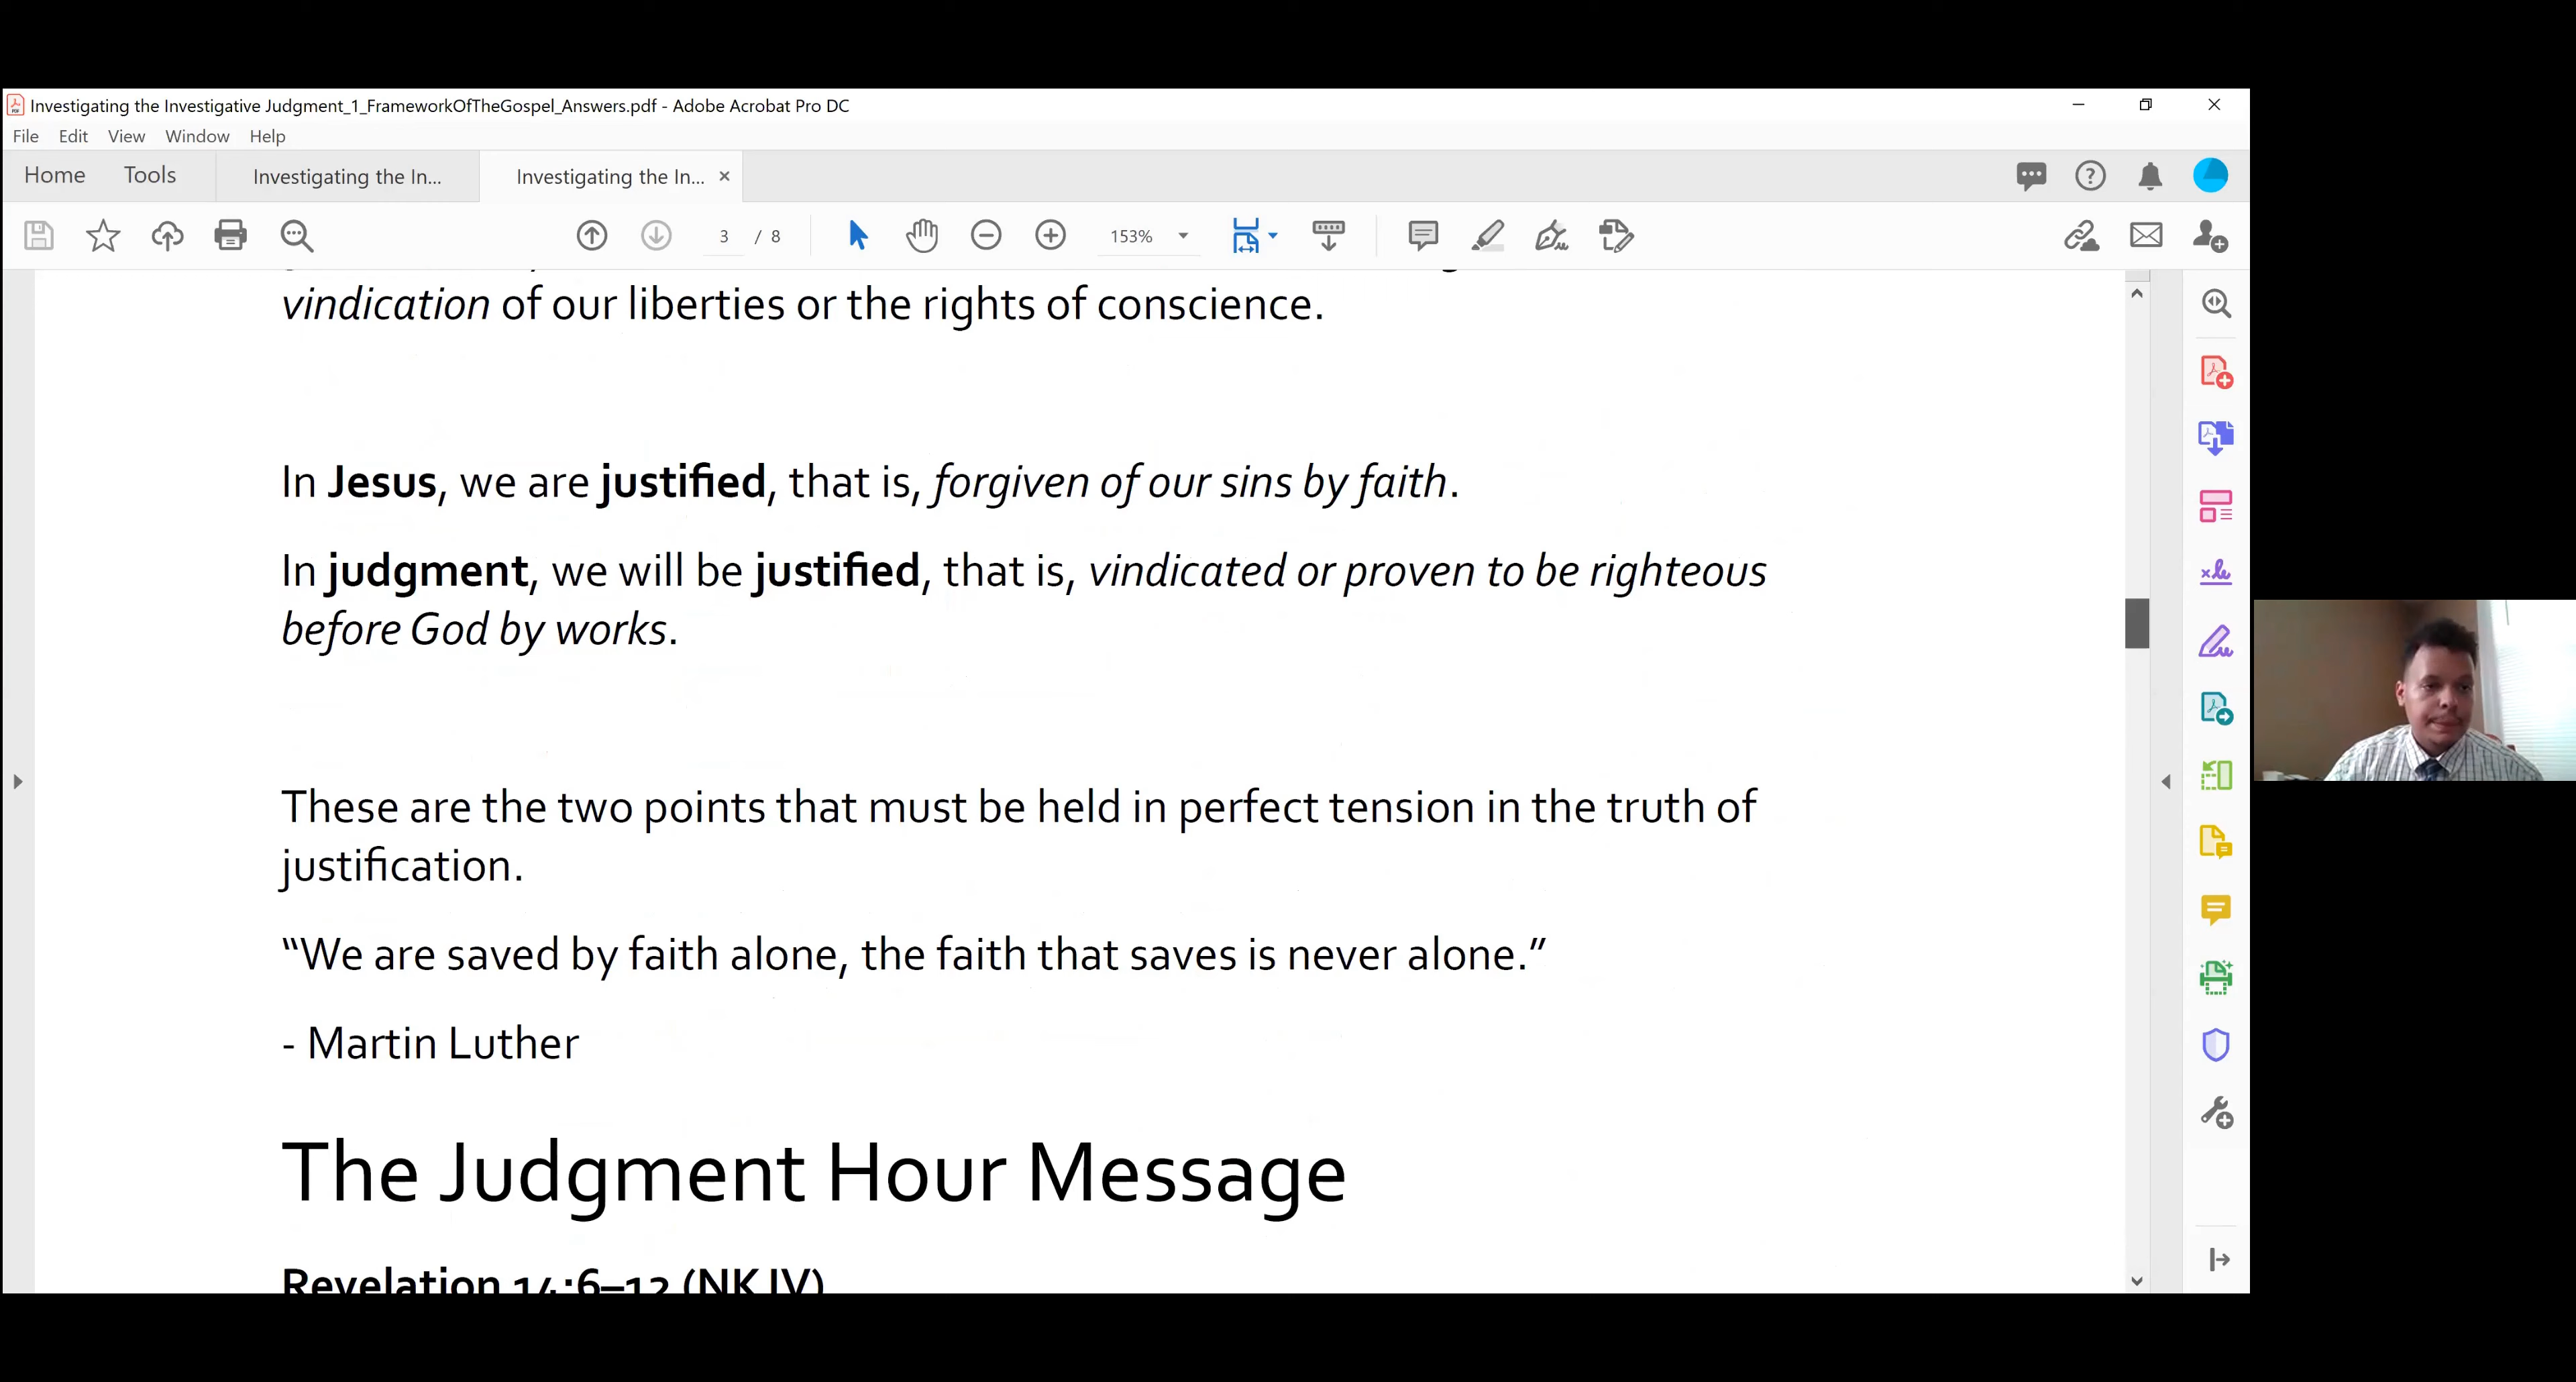 Investigating the Investigative Judgment_1_FrameworkOfTheGospel_Answers.pdf - Adobe Acrobat Pro DC
File Edit View Window Help
Home Tools Investigating the In... Investigating the In... ×
3 / 8 153%
vindication of our liberties or the rights of conscience.
In Jesus, we are justified, that is, forgiven of our sins by faith.
In judgment, we will be justified, that is, vindicated or proven to be righteous
before God by works.
These are the two points that must be held in perfect tension in the truth of
justification.
“We are saved by faith alone, the faith that saves is never alone.”
- Martin Luther
The Judgment Hour Message
Revelation 14:6–12 (NKJV)